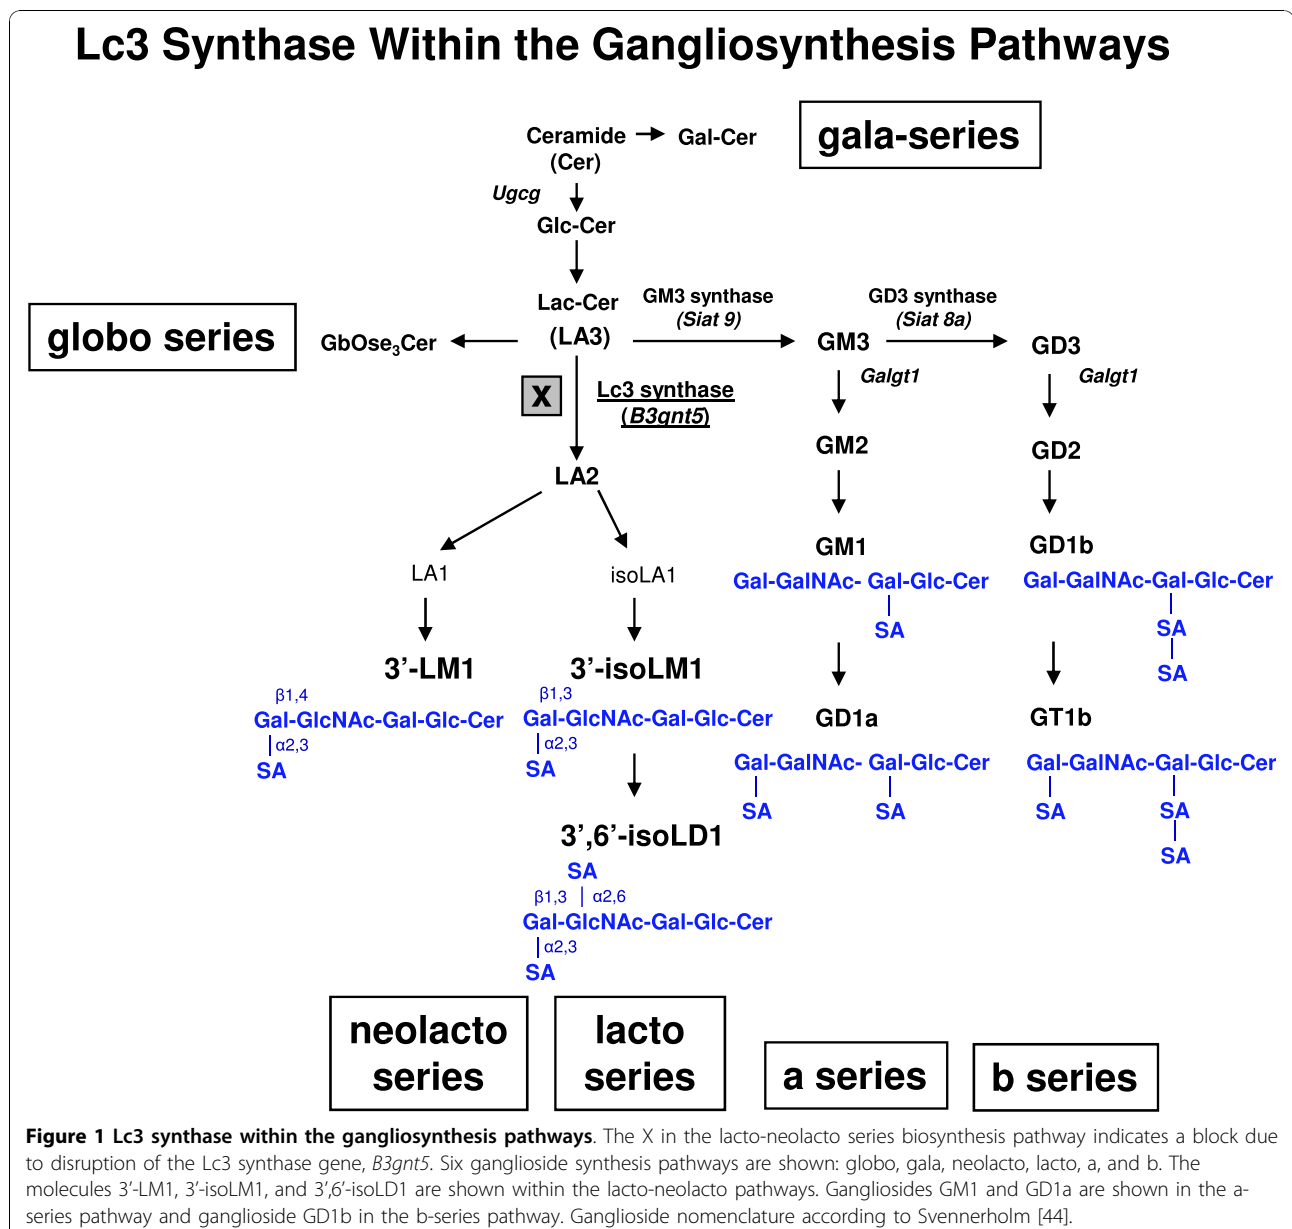 Lc3 Synthase Within the Gangliosynthesis Pathways
gala-series
Ceramide
(Cer)
Gal-Cer
Ugcg
Glc-Cer
Lac-Cer
(LA3)
globo series
GbOse3Cer
GM3 synthase
(Siat 9)
GM3
GD3 synthase
(Siat 8a)
GD3
X
Lc3 synthase
(B3gnt5)
Galgt1
Galgt1
GM2
GD2
LA2
GM1
Gal-GalNAc- Gal-Glc-Cer
SA
GD1b
Gal-GalNAc-Gal-Glc-Cer
SA
SA
LA1
isoLA1
3’-LM1
β1,4
Gal-GlcNAc-Gal-Glc-Cer
α2,3
SA
3’-isoLM1
β1,3
Gal-GlcNAc-Gal-Glc-Cer
α2,3
SA
GD1a
Gal-GalNAc- Gal-Glc-Cer
SA SA
GT1b
Gal-GalNAc-Gal-Glc-Cer
SA SA
SA
3’,6’-isoLD1
SA
β1,3 α2,6
Gal-GlcNAc-Gal-Glc-Cer
α2,3
SA
neolacto
series
lacto
series
a series
b series
Figure 1 Lc3 synthase within the gangliosynthesis pathways. The X in the lacto-neolacto series biosynthesis pathway indicates a block due
to disruption of the Lc3 synthase gene, B3gnt5. Six ganglioside synthesis pathways are shown: globo, gala, neolacto, lacto, a, and b. The
molecules 3’-LM1, 3’-isoLM1, and 3’,6’-isoLD1 are shown within the lacto-neolacto pathways. Gangliosides GM1 and GD1a are shown in the a-
series pathway and ganglioside GD1b in the b-series pathway. Ganglioside nomenclature according to Svennerholm [44].